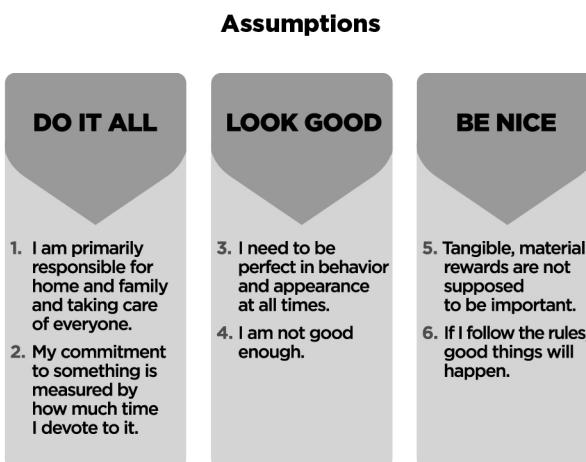 Assumptions
DO IT ALL
1. I am primarily
responsible for
home and family
and taking care
of everyone.
2. My commitment
to something is
measured by
how much time
I devote to it.
LOOK GOOD
3. I need to be
perfect in behavior
and appearance
at all times.
4. I am not good
enough.
BE NICE
5. Tangible, material
rewards are not
supposed
to be important.
6. If I follow the rules
good things will
happen.